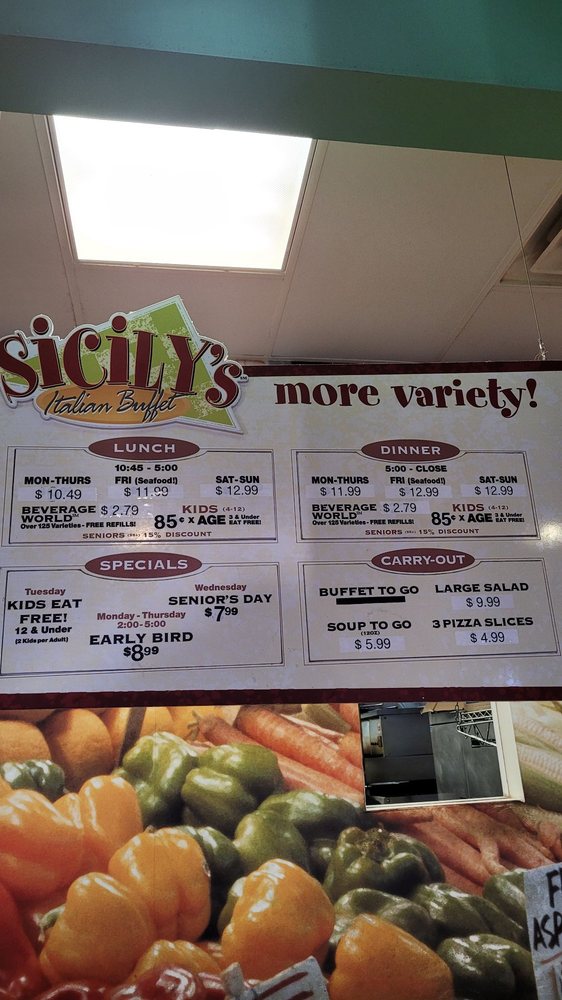 SiCiLY's
Italian Buffet
more variety!
LUNCH
10:45 - 5:00
MON-THURS FRI (Seafood!) SAT-SUN
$ 10.49 $ 11.99 $ 12.99
BEVERAGE WORLD SM $ 2.79 KIDS (4-12)
Over 125 Varieties - FREE REFILLS! 85¢ x AGE 3 & Under EAT FREE!
SENIORS 15% DISCOUNT
DINNER
5:00 - CLOSE
MON-THURS FRI (Seafood!) SAT-SUN
$ 11.99 $ 12.99 $ 12.99
BEVERAGE WORLD SM $ 2.79 KIDS (4-12)
Over 125 Varieties - FREE REFILLS! 85¢ x AGE 3 & Under EAT FREE!
SENIORS 15% DISCOUNT
SPECIALS
Tuesday
KIDS EAT
FREE!
12 & Under
(2 Kids per Adult)
Monday - Thursday
2:00-5:00
EARLY BIRD
$8.99
Wednesday
SENIOR'S DAY
$7.99
CARRY-OUT
BUFFET TO GO
LARGE SALAD
$ 9.99
SOUP TO GO
(12OZ)
$ 5.99
3 PIZZA SLICES
$ 4.99